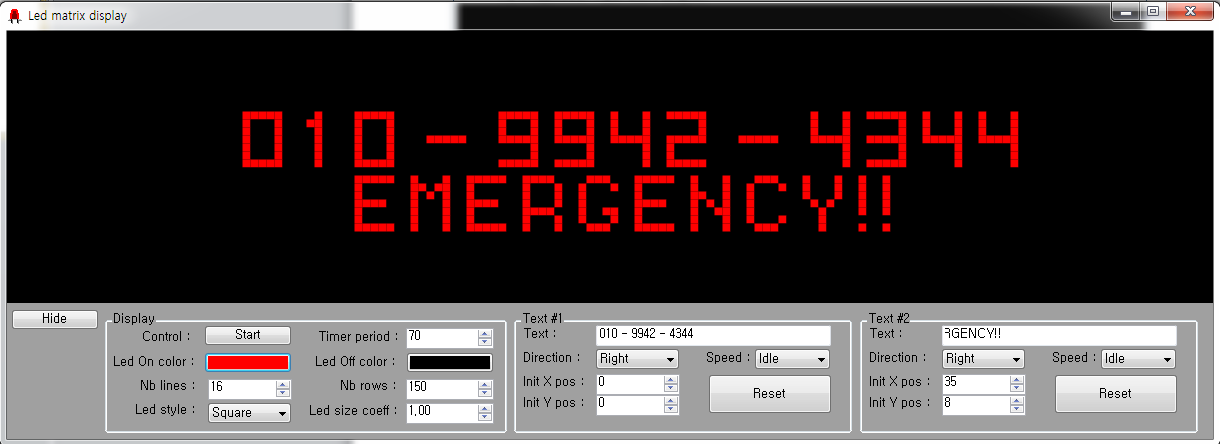 Led matrix display
010-9942-4344
EMERGENCY!!
Hide
Display
Control : Start
Timer period : 70
Led On color :
Led Off color :
Nb lines : 16
Nb rows : 150
Led style : Square
Led size coeff : 1,00
Text #1
Text : 010 - 9942 - 4344
Direction : Right
Speed : Idle
Init X pos : 0
Init Y pos : 0
Reset
Text #2
Text : RGENCY!!
Direction : Right
Speed : Idle
Init X pos : 35
Init Y pos : 8
Reset